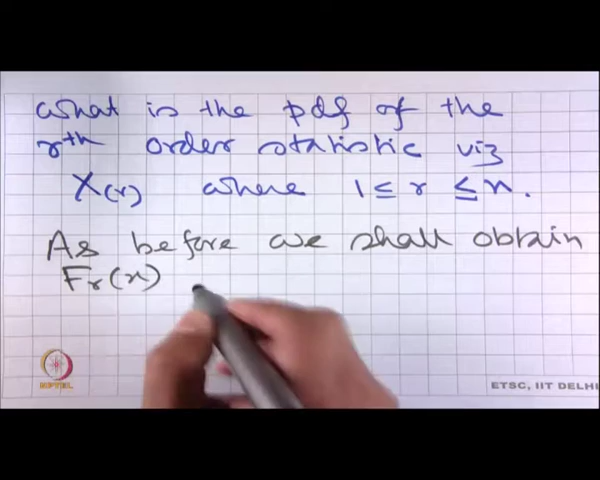 What is the pdf of the
rth order statistic viz
X(r) where 1 ≤ r ≤ n.
As before we shall obtain
Fr(x)
NPTEL
ETSC, IIT DELHI